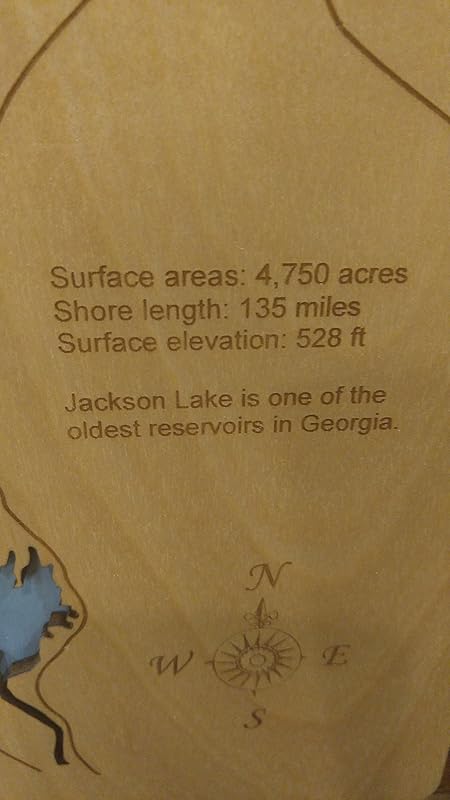 Surface areas: 4,750 acres
Shore length: 135 miles
Surface elevation: 528 ft
Jackson Lake is one of the
oldest reservoirs in Georgia.
N
W E
S